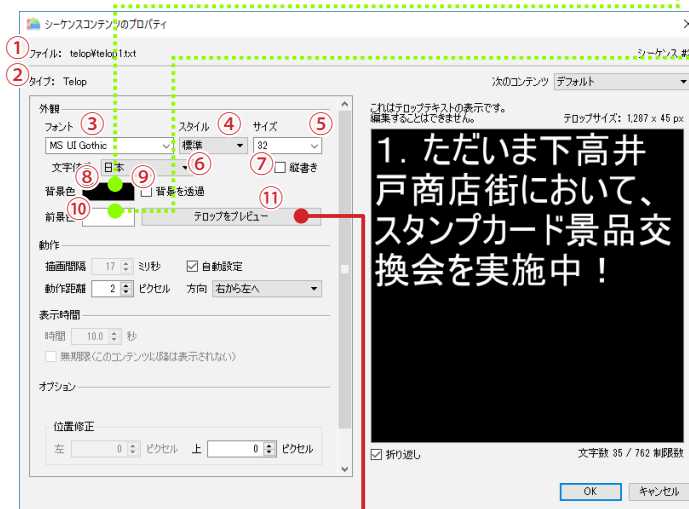 シーケンスコンテンツのプロパティ
① ファイル: telop¥telop1.txt
シーケンス #
② タイプ: Telop
次のコンテンツ デフォルト
外観
フォント ③ スタイル ④ サイズ ⑤
MS UI Gothic 標準 32
日本 ⑥ ⑦ 縦書き
⑧ ⑨
背景色 背景を透過
⑩ ⑪
テロップをプレビュー
動作
描画間隔 17 ミリ秒 自動設定
動作距離 2 ピクセル 方向 右から左へ
表示時間
時間 10.0 秒
無期限(このコンテンツ以降は表示されない)
オプション
位置修正
左 0 ピクセル 上 0 ピクセル
これはテロップテキストの表示です。
編集することはできません。
テロップサイズ: 1,287 x 45 px
1. ただいま下高井
戸商店街において、
スタンプカード景品交
換会を実施中！
折り返し
文字数 35 / 762 制限数
OK キャンセル